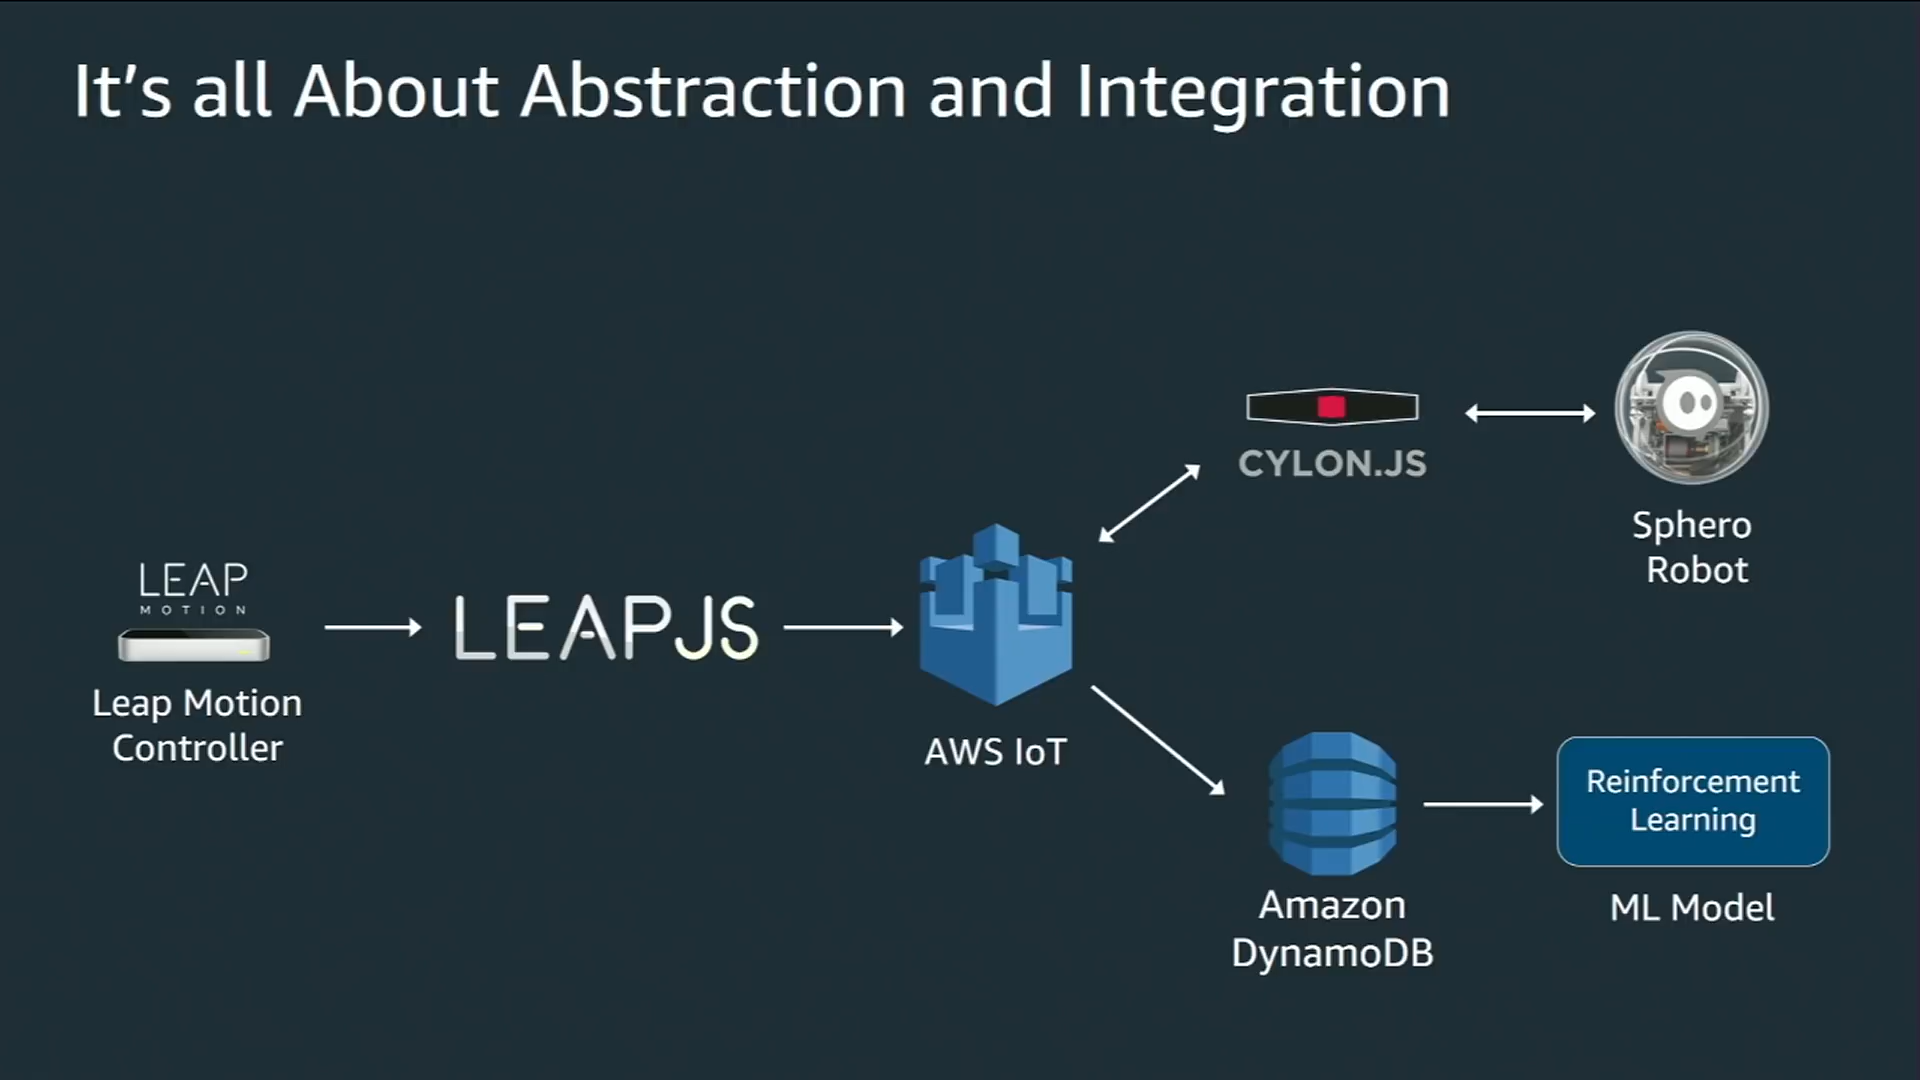 It's all About Abstraction and Integration
LEAP
MOTION
Leap Motion
Controller
LEAPJS
AWS IoT
CYLON.JS
Sphero
Robot
Amazon
DynamoDB
Reinforcement
Learning
ML Model